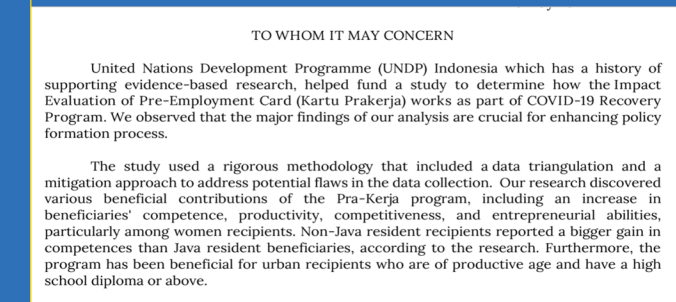 TO WHOM IT MAY CONCERN
United Nations Development Programme (UNDP) Indonesia which has a history of
supporting evidence-based research, helped fund a study to determine how the Impact
Evaluation of Pre-Employment Card (Kartu Prakerja) works as part of COVID-19 Recovery
Program. We observed that the major findings of our analysis are crucial for enhancing policy
formation process.
The study used a rigorous methodology that included a data triangulation and a
mitigation approach to address potential flaws in the data collection. Our research discovered
various beneficial contributions of the Pra-Kerja program, including an increase in
beneficiaries' competence, productivity, competitiveness, and entrepreneurial abilities,
particularly among women recipients. Non-Java resident recipients reported a bigger gain in
competences than Java resident beneficiaries, according to the research. Furthermore, the
program has been beneficial for urban recipients who are of productive age and have a high
school diploma or above.